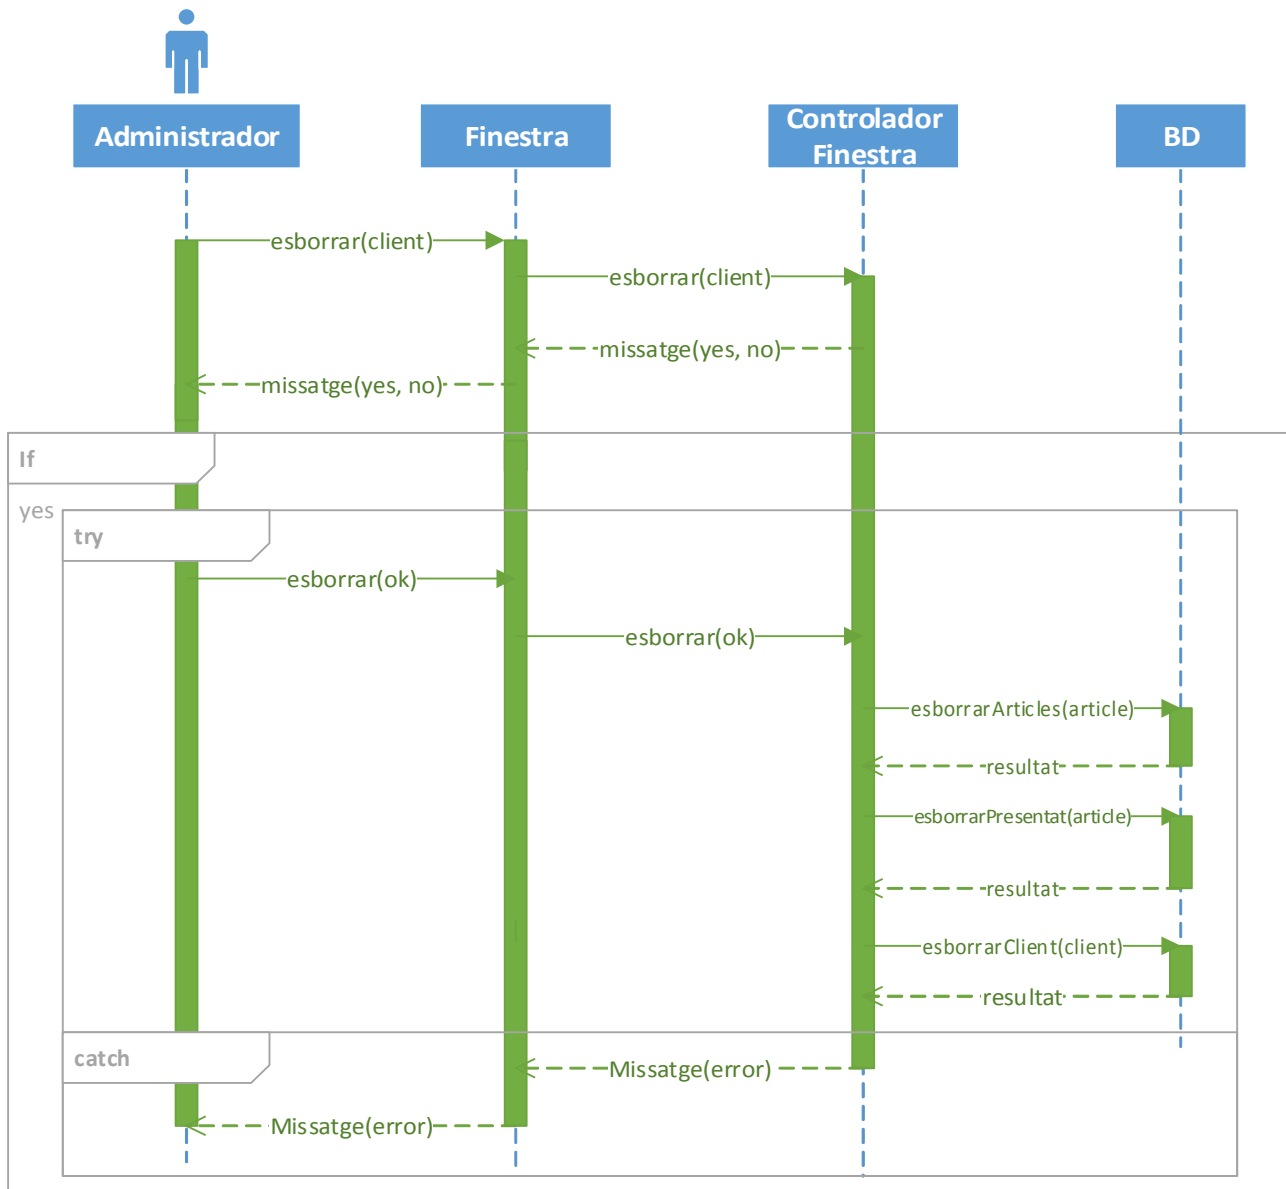 Administrador
Finestra
Controlador
Finestra
BD
esborrar(client)
esborrar(client)
missatge(yes, no)
missatge(yes, no)
If
yes
try
esborrar(ok)
esborrar(ok)
esborrarArticles(article)
resultat
esborrarPresentat(article)
resultat
esborrarClient(client)
resultat
catch
Missatge(error)
Missatge(error)